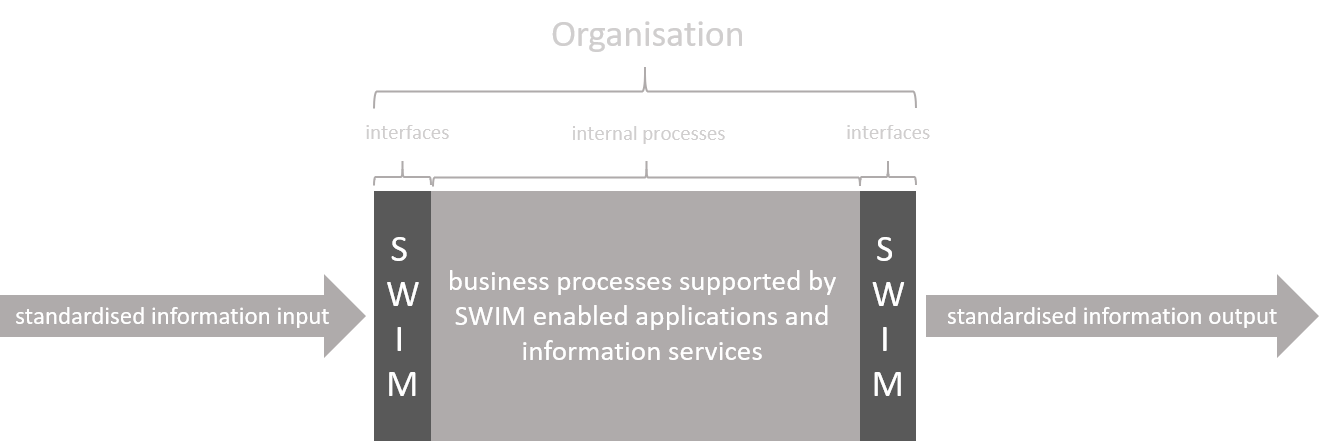 Organisation
interfaces
internal processes
interfaces
S
W
I
M
business processes supported by
SWIM enabled applications and
information services
S
W
I
M
standardised information input
standardised information output